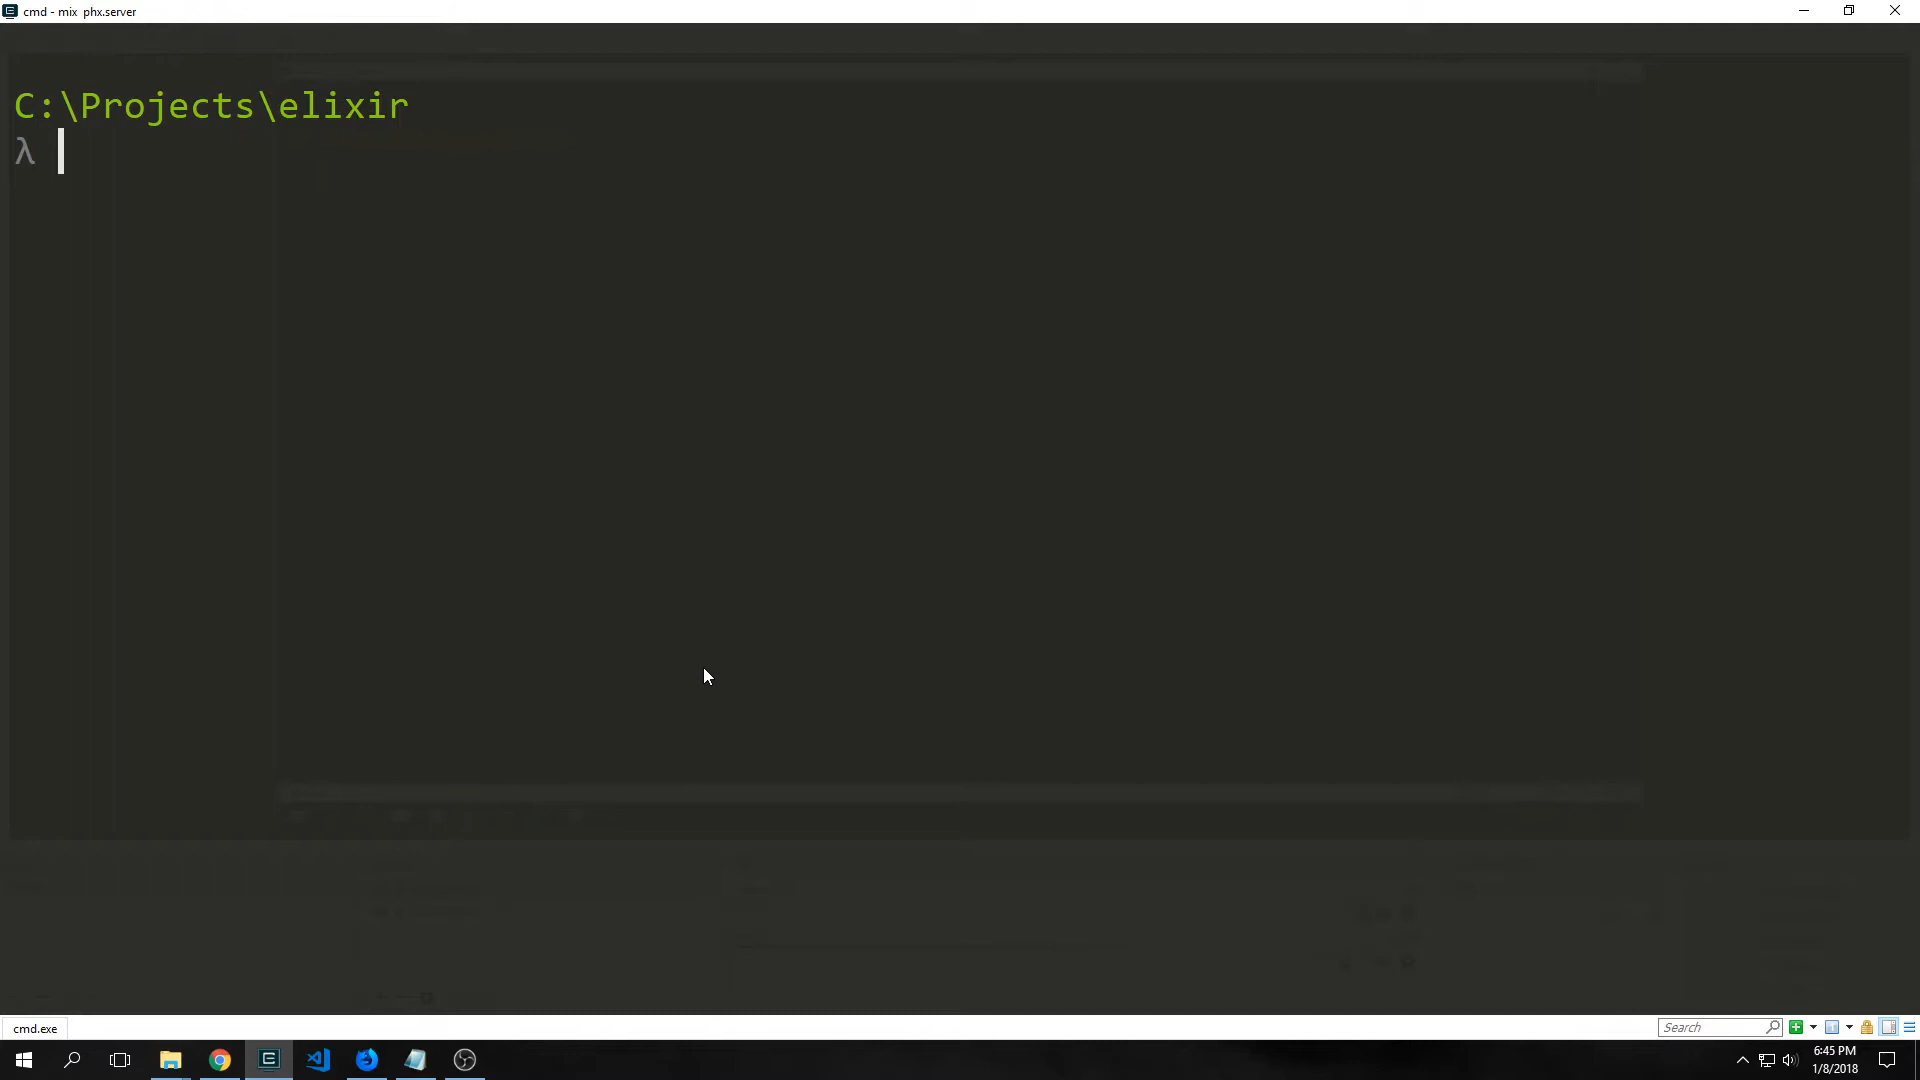 cmd - mix phx.server
C:\Projects\elixir
λ
cmd.exe
Search
6:45 PM
1/8/2018